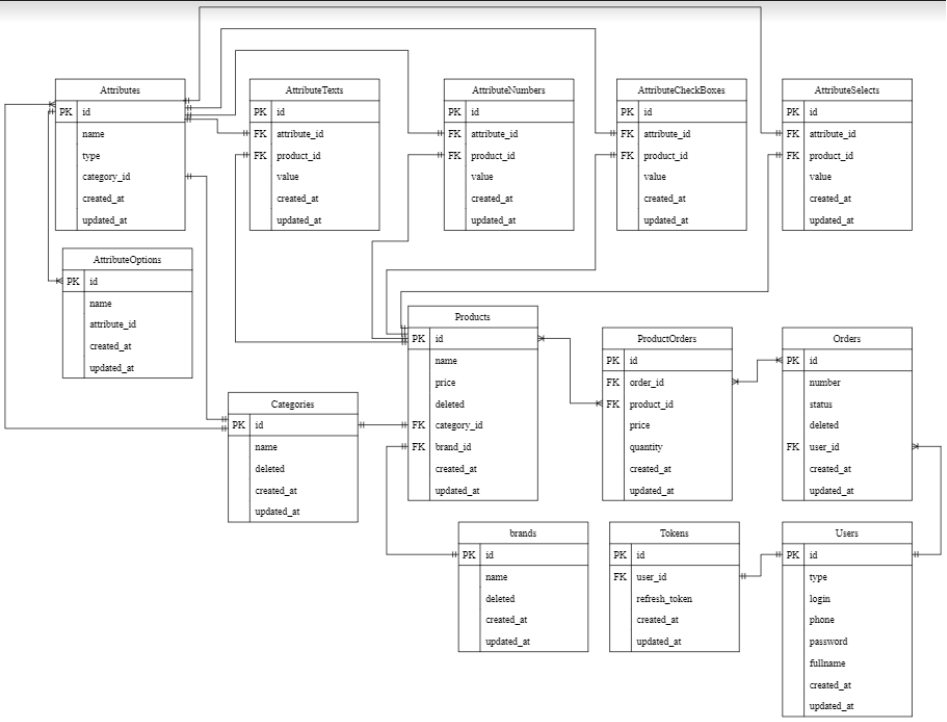 Attributes
PK id
name
type
category_id
created_at
updated_at
AttributeTexts
PK id
FK attribute_id
FK product_id
value
created_at
updated_at
AttributeNumbers
PK id
FK attribute_id
FK product_id
value
created_at
updated_at
AttributeCheckBoxes
PK id
FK attribute_id
FK product_id
value
created_at
updated_at
AttributeSelects
PK id
FK attribute_id
FK product_id
value
created_at
updated_at
AttributeOptions
PK id
name
attribute_id
created_at
updated_at
Products
PK id
name
price
deleted
FK category_id
FK brand_id
created_at
updated_at
ProductOrders
PK id
FK order_id
FK product_id
price
quantity
created_at
updated_at
Orders
PK id
number
status
deleted
FK user_id
created_at
updated_at
Categories
PK id
name
deleted
created_at
updated_at
brands
PK id
name
deleted
created_at
updated_at
Tokens
PK id
FK user_id
refresh_token
created_at
updated_at
Users
PK id
type
login
phone
password
fullname
created_at
updated_at